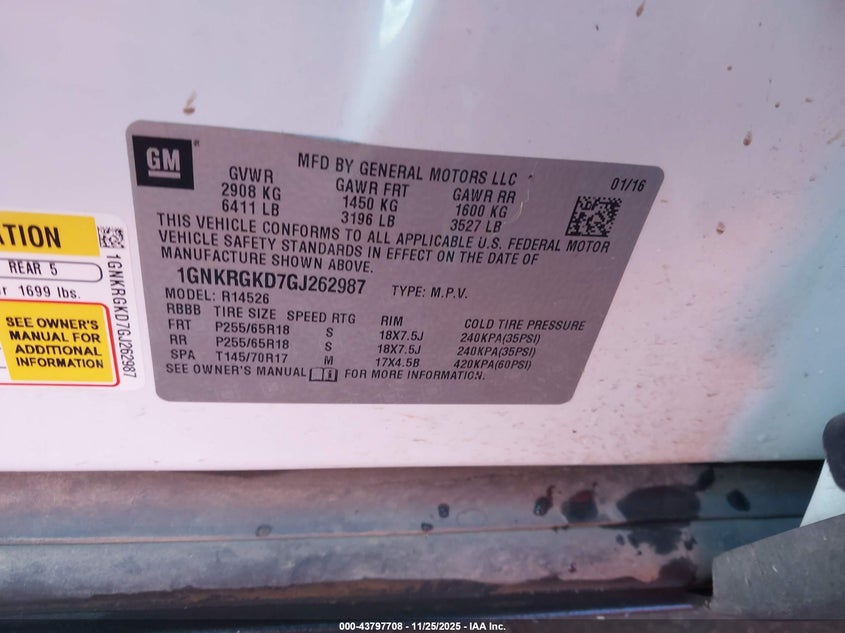 GM
MFD BY GENERAL MOTORS LLC
01/16
GVWR GAWR FRT GAWR RR
2908 KG 1450 KG 1600 KG
6411 LB 3196 LB 3527 LB
THIS VEHICLE CONFORMS TO ALL APPLICABLE U.S. FEDERAL MOTOR
VEHICLE SAFETY STANDARDS IN EFFECT ON THE DATE OF
MANUFACTURE SHOWN ABOVE.
1GNKRGKD7GJ262987 TYPE: M.P.V.
MODEL: R14526
RBBB TIRE SIZE SPEED RTG RIM COLD TIRE PRESSURE
FRT P255/65R18 S 18X7.5J 240KPA(35PSI)
RR P255/65R18 S 18X7.5J 240KPA(35PSI)
SPA T145/70R17 M 17X4.5B 420KPA(60PSI)
SEE OWNER'S MANUAL FOR MORE INFORMATION.
REAR 5
1699 lbs.
SEE OWNER'S
MANUAL FOR
ADDITIONAL
INFORMATION
1GNKRGKD7GJ262987
000-43797708 - 11/25/2025 - IAA Inc.